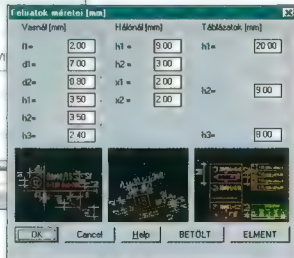 Feliratok méretei [mm]
Vasnál [mm] Hálónál [mm] Táblázatok [mm]
f1= 2.00 h1= 9.00 h1= 20.00
d1= 7.00 h2= 3.00
d2= 0.80 x1= 2.00 h2= 9.00
h1= 3.50 x2= 2.00
h2= 3.50
h3= 2.40 h3= 8.00
OK Cancel Help BETÖLT ELMENT